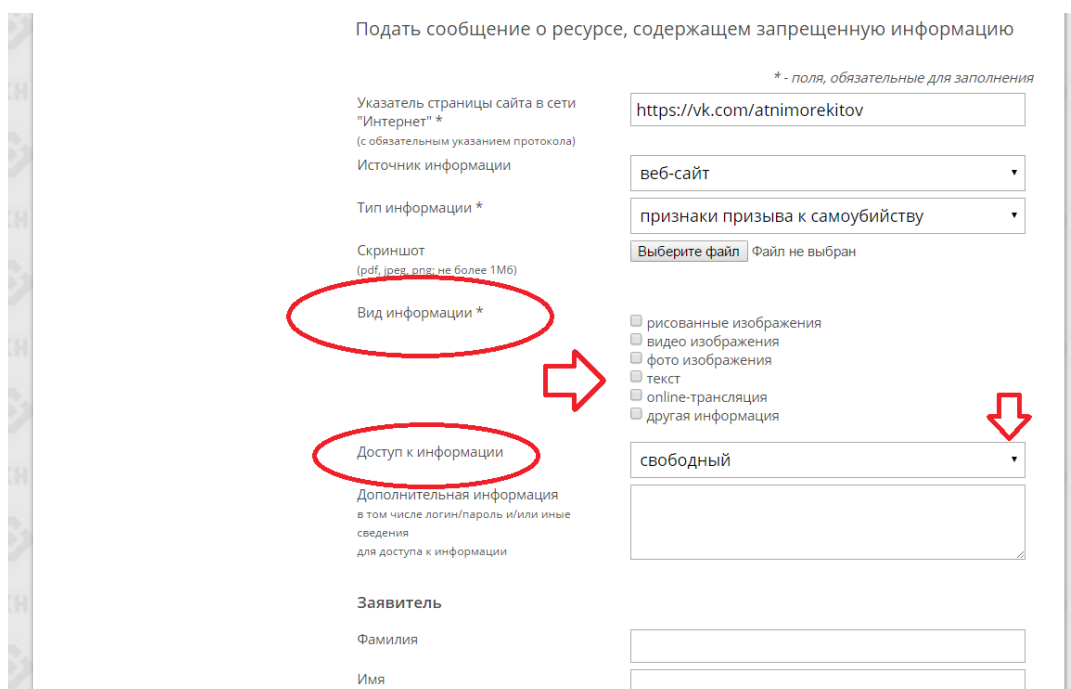 Подать сообщение о ресурсе, содержащем запрещенную информацию
* - поля, обязательные для заполнения
Указатель страницы сайта в сети
"Интернет" *
(с обязательным указанием протокола)
https://vk.com/atnimorekitov
Источник информации
веб-сайт
Тип информации *
признаки призыва к самоубийству
Скриншот
(pdf, jpeg, png; не более 1Мб)
Выберите файл Файл не выбран
Вид информации *
рисованные изображения
видео изображения
фото изображения
текст
online-трансляция
другая информация
Доступ к информации
свободный
Дополнительная информация
в том числе логин/пароль и/или иные
сведения
для доступа к информации
Заявитель
Фамилия
Имя